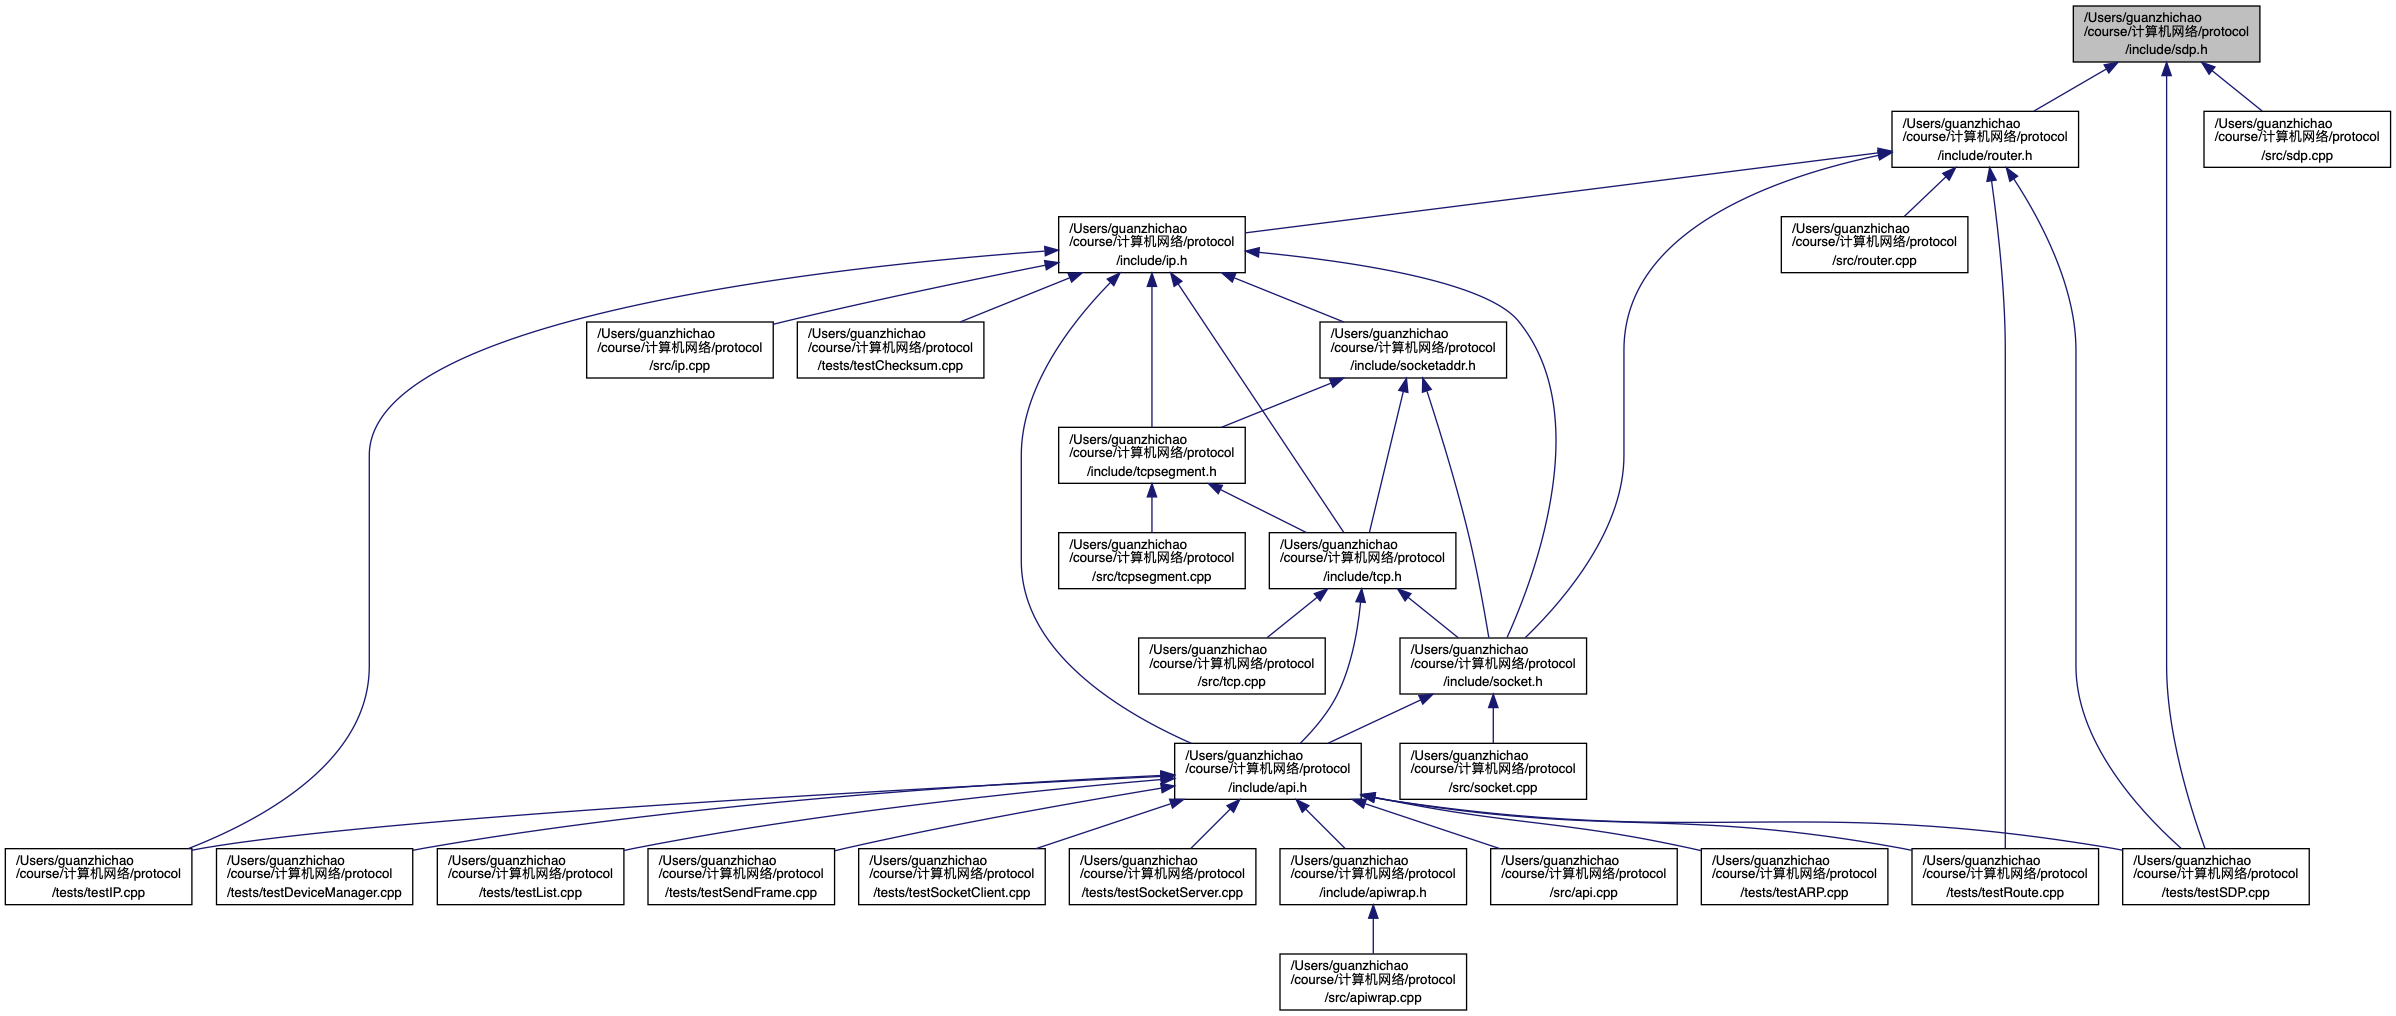 /Users/guanzhichao
/course/计算机网络/protocol
/include/sdp.h
/Users/guanzhichao
/course/计算机网络/protocol
/include/router.h
/Users/guanzhichao
/course/计算机网络/protocol
/src/sdp.cpp
/Users/guanzhichao
/course/计算机网络/protocol
/include/ip.h
/Users/guanzhichao
/course/计算机网络/protocol
/src/router.cpp
/Users/guanzhichao
/course/计算机网络/protocol
/src/ip.cpp
/Users/guanzhichao
/course/计算机网络/protocol
/tests/testChecksum.cpp
/Users/guanzhichao
/course/计算机网络/protocol
/include/socketaddr.h
/Users/guanzhichao
/course/计算机网络/protocol
/include/tcpsegment.h
/Users/guanzhichao
/course/计算机网络/protocol
/src/tcpsegment.cpp
/Users/guanzhichao
/course/计算机网络/protocol
/include/tcp.h
/Users/guanzhichao
/course/计算机网络/protocol
/src/tcp.cpp
/Users/guanzhichao
/course/计算机网络/protocol
/include/socket.h
/Users/guanzhichao
/course/计算机网络/protocol
/include/api.h
/Users/guanzhichao
/course/计算机网络/protocol
/src/socket.cpp
/Users/guanzhichao
/course/计算机网络/protocol
/tests/testIP.cpp
/Users/guanzhichao
/course/计算机网络/protocol
/tests/testDeviceManager.cpp
/Users/guanzhichao
/course/计算机网络/protocol
/tests/testList.cpp
/Users/guanzhichao
/course/计算机网络/protocol
/tests/testSendFrame.cpp
/Users/guanzhichao
/course/计算机网络/protocol
/tests/testSocketClient.cpp
/Users/guanzhichao
/course/计算机网络/protocol
/tests/testSocketServer.cpp
/Users/guanzhichao
/course/计算机网络/protocol
/include/apiwrap.h
/Users/guanzhichao
/course/计算机网络/protocol
/src/api.cpp
/Users/guanzhichao
/course/计算机网络/protocol
/tests/testARP.cpp
/Users/guanzhichao
/course/计算机网络/protocol
/tests/testRoute.cpp
/Users/guanzhichao
/course/计算机网络/protocol
/tests/testSDP.cpp
/Users/guanzhichao
/course/计算机网络/protocol
/src/apiwrap.cpp